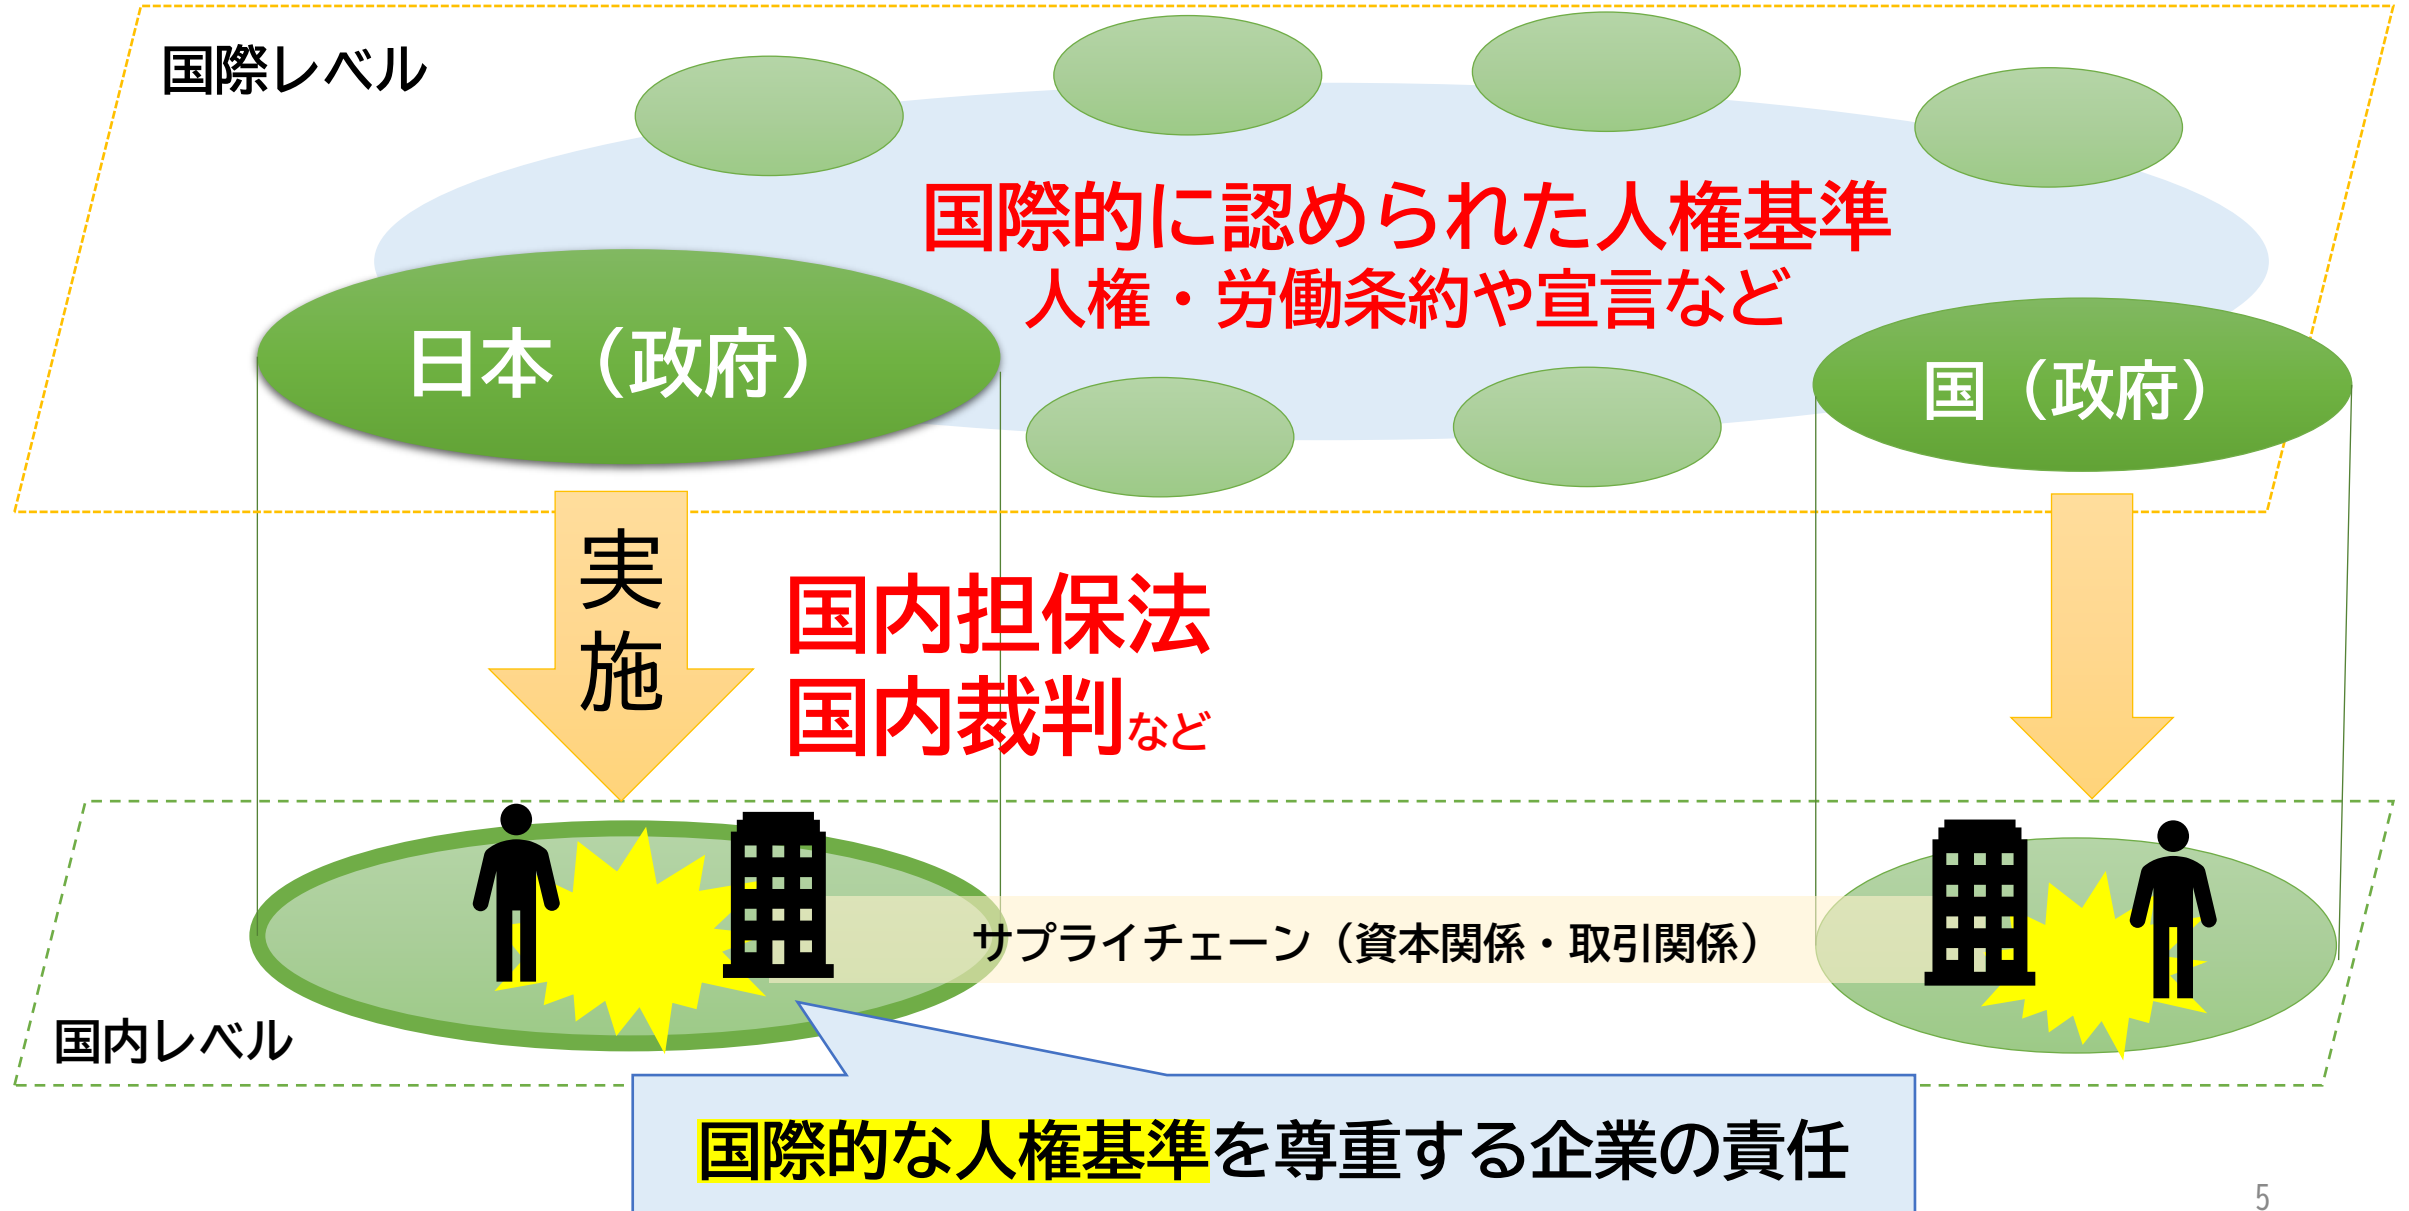 国際レベル
国際的に認められた人権基準
人権・労働条約や宣言など
日本（政府）
国（政府）
実
施
国内担保法
国内裁判など
サプライチェーン（資本関係・取引関係）
国内レベル
国際的な人権基準を尊重する企業の責任
5